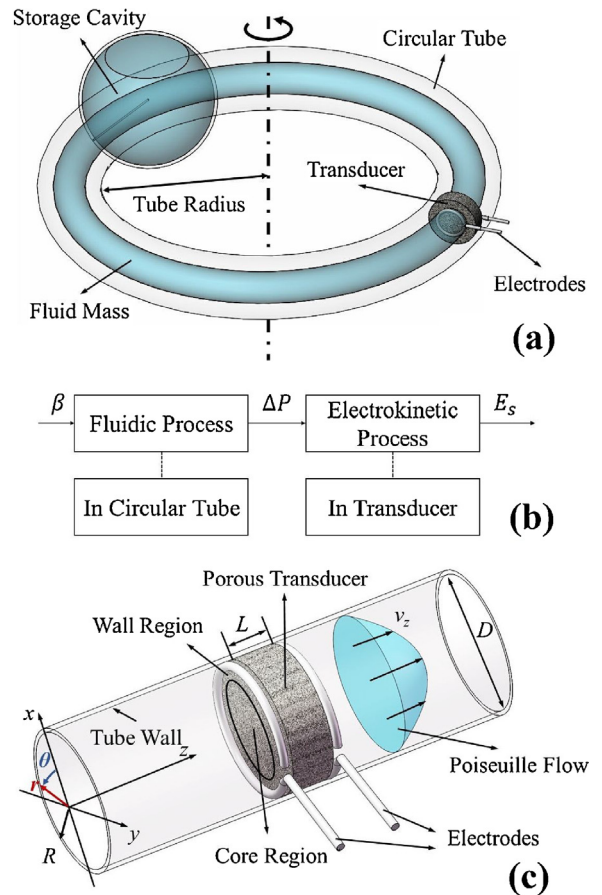 Storage Cavity
Circular Tube
Transducer
Tube Radius
Electrodes
Fluid Mass
(a)
β
ΔP
E_s
Fluidic Process
Electrokinetic
Process
In Circular Tube
In Transducer
(b)
Porous Transducer
L
Wall Region
v_z
D
x
Tube Wall
z
θ
r
Poiseuille Flow
y
R
Electrodes
Core Region
(c)